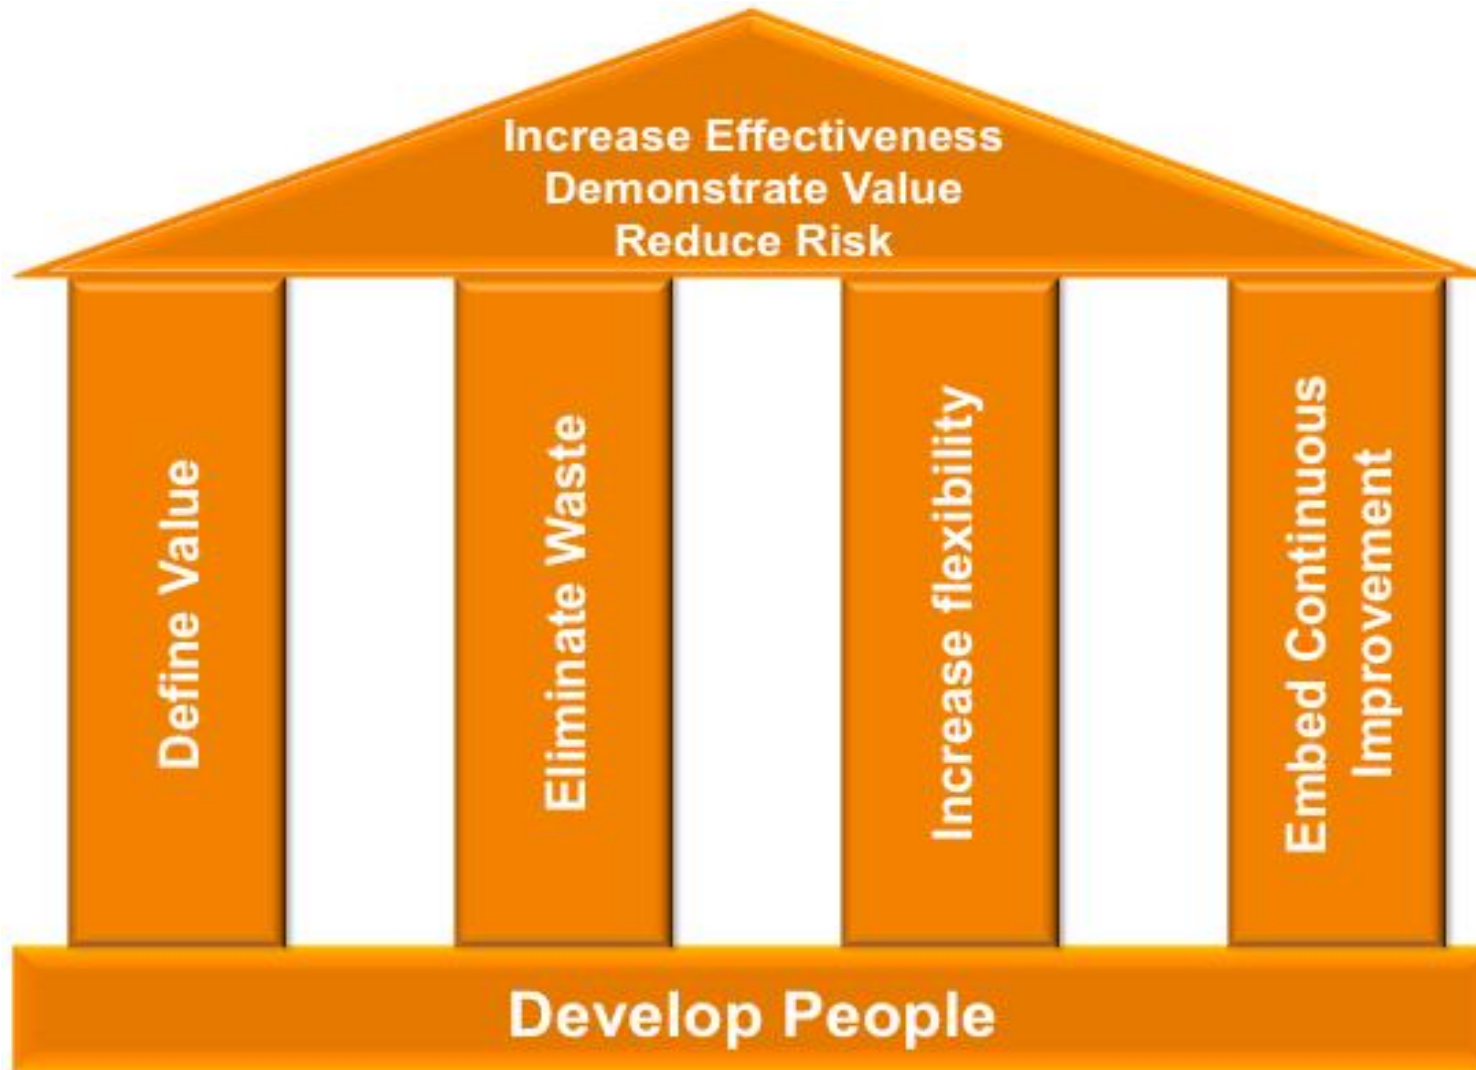 Increase Effectiveness
Demonstrate Value
Reduce Risk
Define Value
Eliminate Waste
Increase flexibility
Embed Continuous
Improvement
Develop People